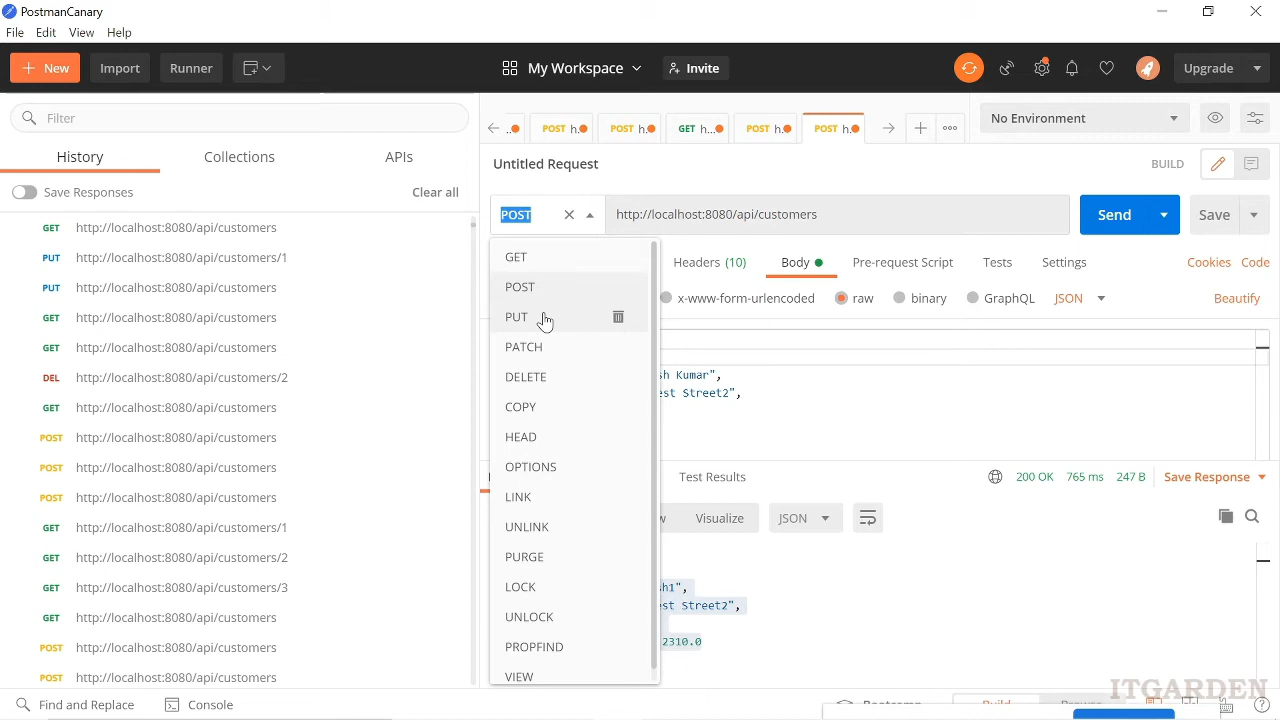 PostmanCanary
File Edit View Help
New Import Runner My Workspace Invite Upgrade
Filter
History Collections APIs
Save Responses Clear all
GET http://localhost:8080/api/customers
PUT http://localhost:8080/api/customers/1
PUT http://localhost:8080/api/customers
GET http://localhost:8080/api/customers
GET http://localhost:8080/api/customers
DEL http://localhost:8080/api/customers/2
GET http://localhost:8080/api/customers
POST http://localhost:8080/api/customers
POST http://localhost:8080/api/customers
POST http://localhost:8080/api/customers
GET http://localhost:8080/api/customers/1
GET http://localhost:8080/api/customers/2
GET http://localhost:8080/api/customers/3
GET http://localhost:8080/api/customers
POST http://localhost:8080/api/customers
POST http://localhost:8080/api/customers
POST h. POST h. GET h... POST h. POST h.
No Environment
Untitled Request BUILD
POST http://localhost:8080/api/customers Send Save
Headers (10) Body Pre-request Script Tests Settings Cookies Code
x-www-form-urlencoded raw binary GraphQL JSON Beautify
GET
POST
PUT
PATCH
DELETE
COPY
HEAD
OPTIONS
LINK
UNLINK
PURGE
LOCK
UNLOCK
PROPFIND
VIEW
sh Kumar",
est Street2",
Test Results 200 OK 765 ms 247 B Save Response
Visualize JSON
sh1",
est Street2",
2310.0
Find and Replace Console
Bootcamp Build Browse
ITGARDEN